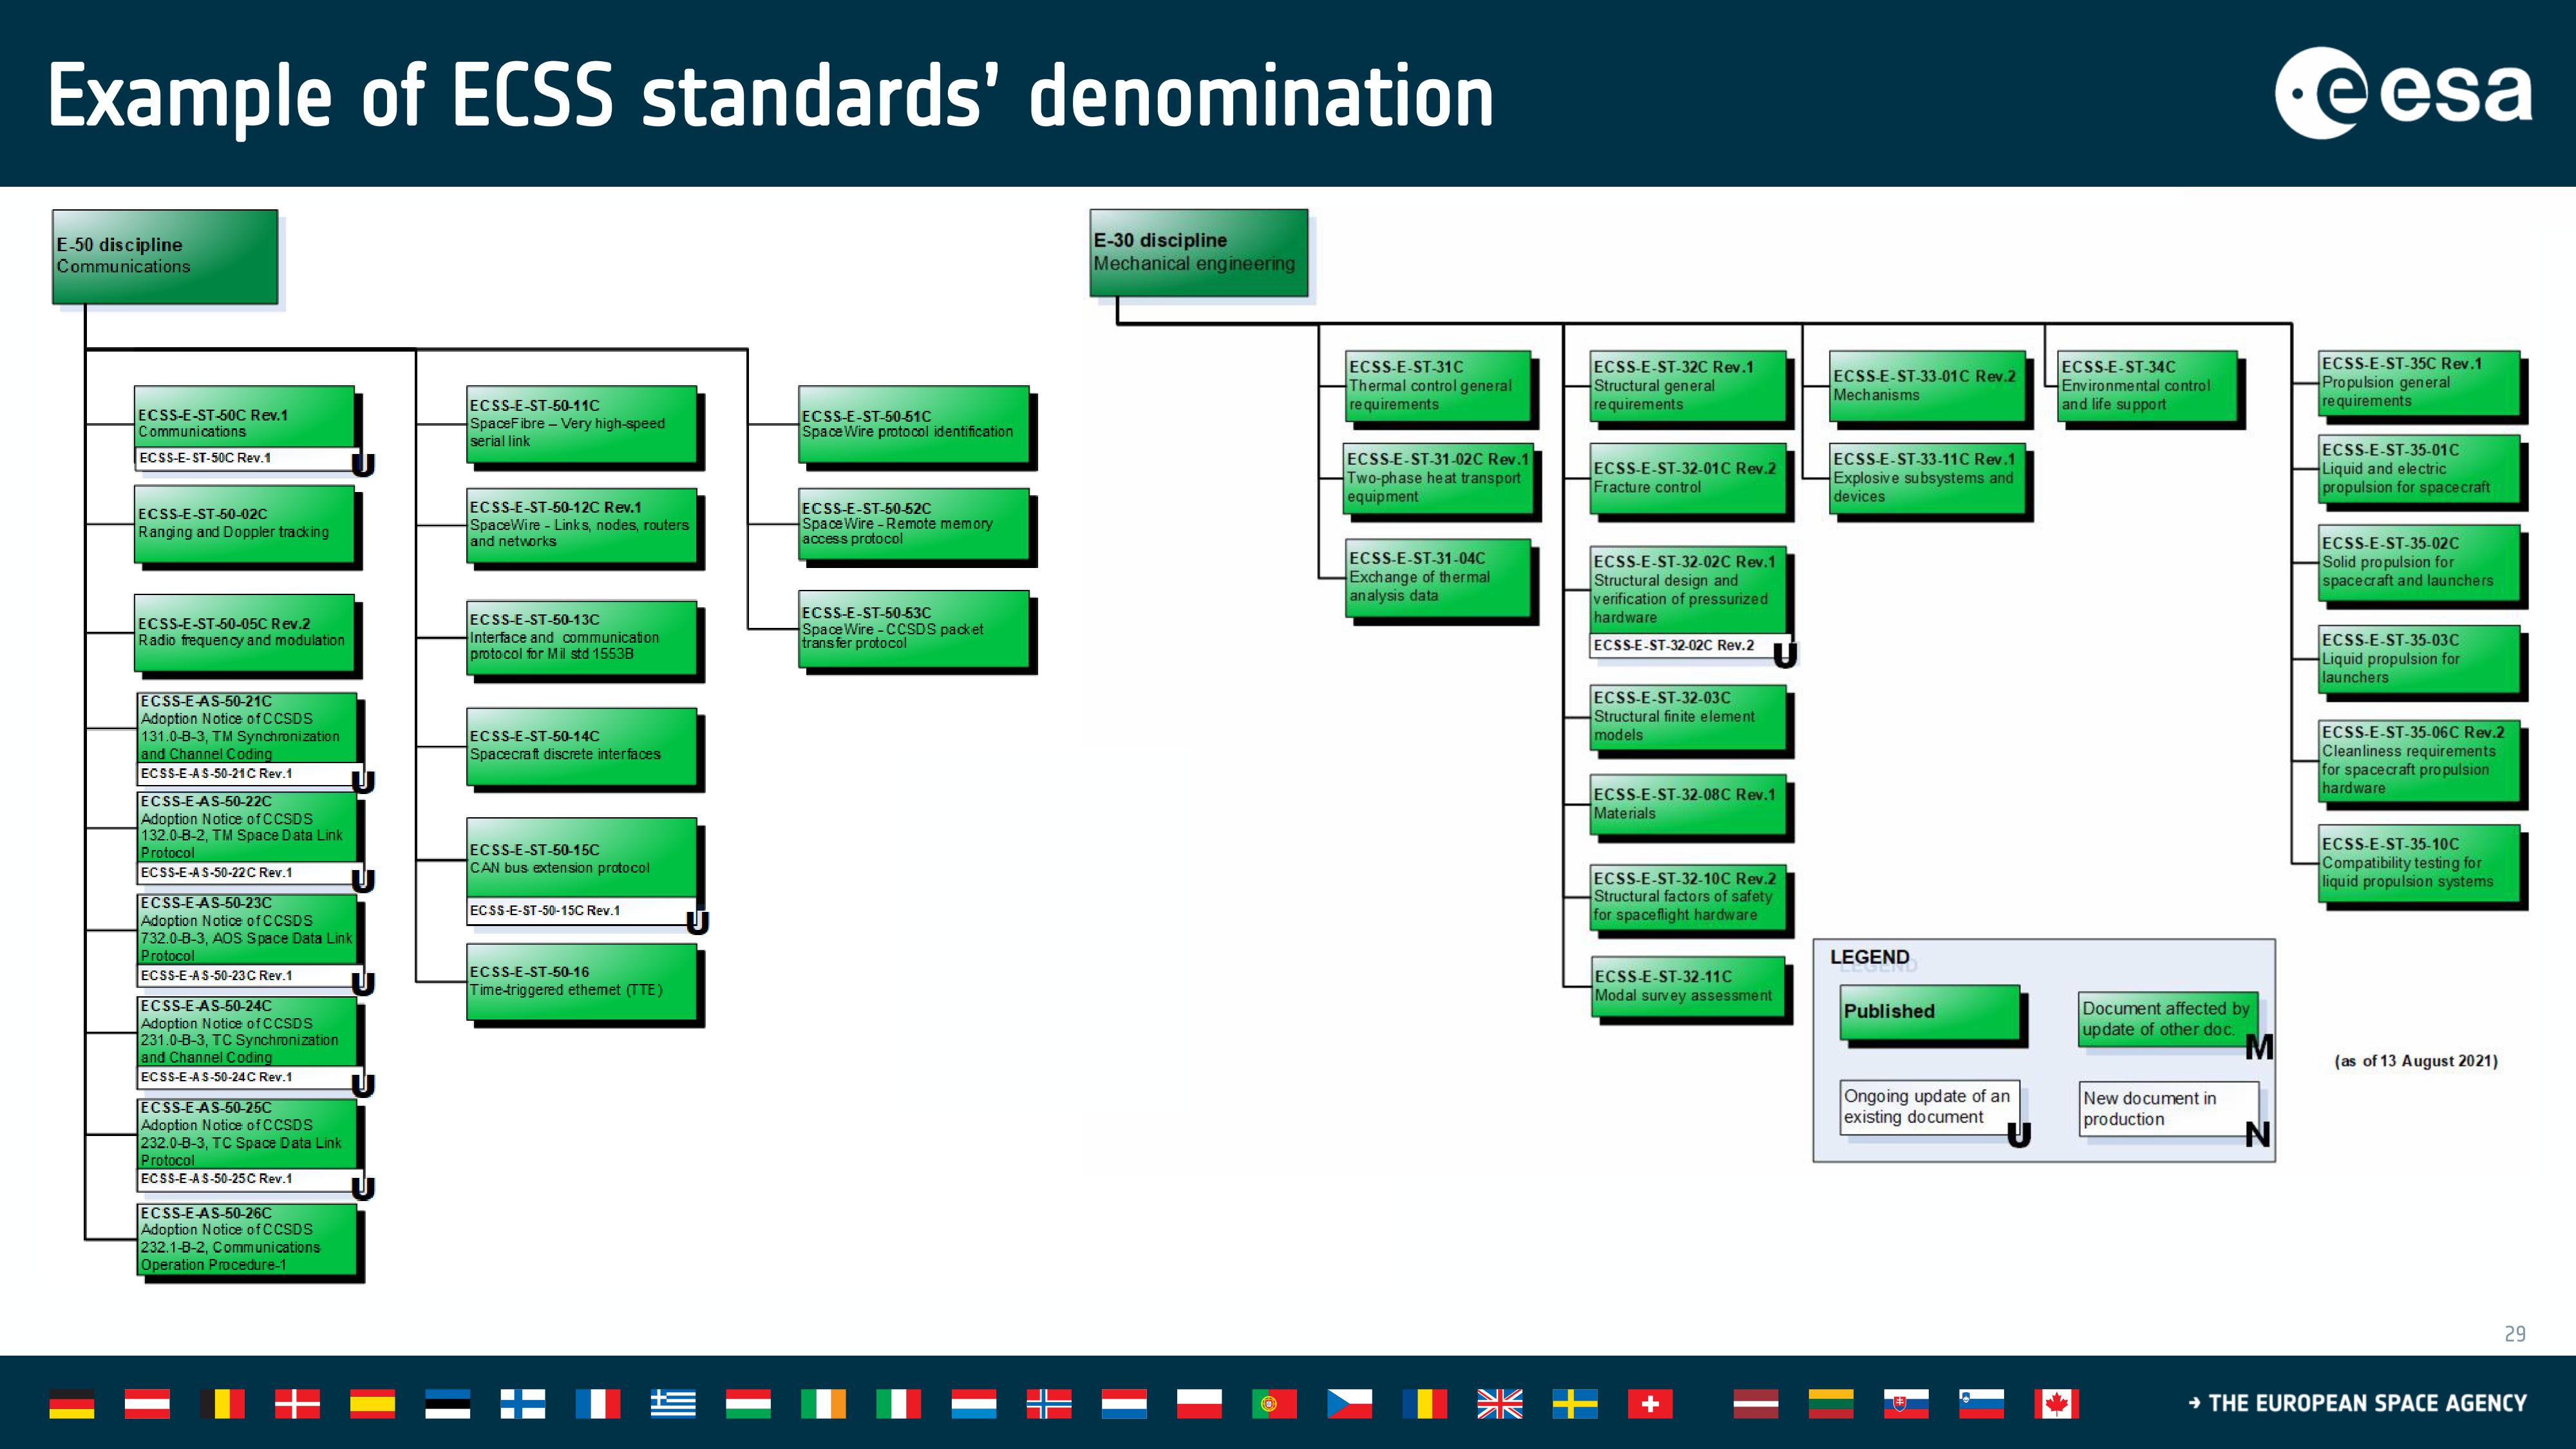 Example of ECSS standards’ denomination
esa
E-50 discipline
Communications
ECSS-E-ST-50C Rev.1
Communications
ECSS-E-ST-50C Rev.1
U
ECSS-E-ST-50-02C
Ranging and Doppler tracking
ECSS-E-ST-50-05C Rev.2
Radio frequency and modulation
ECSS-E-AS-50-21C
Adoption Notice of CCSDS
131.0-B-3, TM Synchronization
and Channel Coding
ECSS-E-AS-50-21C Rev.1
U
ECSS-E-AS-50-22C
Adoption Notice of CCSDS
132.0-B-2, TM Space Data Link
Protocol
ECSS-E-AS-50-22C Rev.1
U
ECSS-E-AS-50-23C
Adoption Notice of CCSDS
732.0-B-3, AOS Space Data Link
Protocol
ECSS-E-AS-50-23C Rev.1
U
ECSS-E-AS-50-24C
Adoption Notice of CCSDS
231.0-B-3, TC Synchronization
and Channel Coding
ECSS-E-AS-50-24C Rev.1
U
ECSS-E-AS-50-25C
Adoption Notice of CCSDS
232.0-B-3, TC Space Data Link
Protocol
ECSS-E-AS-50-25C Rev.1
U
ECSS-E-AS-50-26C
Adoption Notice of CCSDS
232.1-B-2, Communications
Operation Procedure-1
ECSS-E-ST-50-11C
SpaceFibre – Very high-speed
serial link
ECSS-E-ST-50-12C Rev.1
SpaceWire - Links, nodes, routers
and networks
ECSS-E-ST-50-13C
Interface and communication
protocol for Mil std 1553B
ECSS-E-ST-50-14C
Spacecraft discrete interfaces
ECSS-E-ST-50-15C
CAN bus extension protocol
ECSS-E-ST-50-15C Rev.1
U
ECSS-E-ST-50-16
Time-triggered ethernet (TTE)
ECSS-E-ST-50-51C
SpaceWire protocol identification
ECSS-E-ST-50-52C
SpaceWire - Remote memory
access protocol
ECSS-E-ST-50-53C
SpaceWire - CCSDS packet
transfer protocol
E-30 discipline
Mechanical engineering
ECSS-E-ST-31C
Thermal control general
requirements
ECSS-E-ST-31-02C Rev.1
Two-phase heat transport
equipment
ECSS-E-ST-31-04C
Exchange of thermal
analysis data
ECSS-E-ST-32C Rev.1
Structural general
requirements
ECSS-E-ST-32-01C Rev.2
Fracture control
ECSS-E-ST-32-02C Rev.1
Structural design and
verification of pressurized
hardware
ECSS-E-ST-32-02C Rev.2
U
ECSS-E-ST-32-03C
Structural finite element
models
ECSS-E-ST-32-08C Rev.1
Materials
ECSS-E-ST-32-10C Rev.2
Structural factors of safety
for spaceflight hardware
ECSS-E-ST-32-11C
Modal survey assessment
ECSS-E-ST-33-01C Rev.2
Mechanisms
ECSS-E-ST-33-11C Rev.1
Explosive subsystems and
devices
ECSS-E-ST-34C
Environmental control
and life support
ECSS-E-ST-35C Rev.1
Propulsion general
requirements
ECSS-E-ST-35-01C
Liquid and electric
propulsion for spacecraft
ECSS-E-ST-35-02C
Solid propulsion for
spacecraft and launchers
ECSS-E-ST-35-03C
Liquid propulsion for
launchers
ECSS-E-ST-35-06C Rev.2
Cleanliness requirements
for spacecraft propulsion
hardware
ECSS-E-ST-35-10C
Compatibility testing for
liquid propulsion systems
LEGEND
Published
Document affected by
update of other doc.
M
Ongoing update of an
existing document
U
New document in
production
N
(as of 13 August 2021)
29
→ THE EUROPEAN SPACE AGENCY